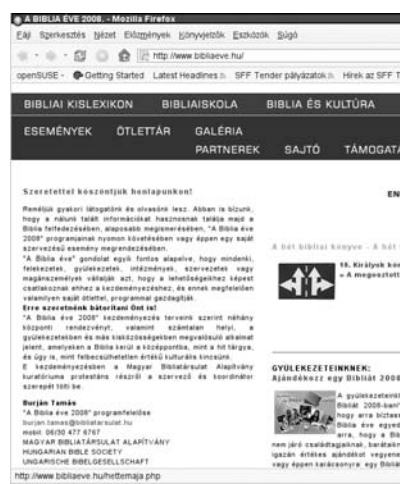 A BIBLIA ÉVE 2008. - Mozilla Firefox
Fájl Szerkesztés Nézet Előzmények Könyvjelzők Eszközök Súgó
http://www.bibliaeve.hu/
openSUSE Getting Started Latest Headlines SFF Tender pályázatok Hírek az SFF T
BIBLIAI KISLEXIKON BIBLIAISKOLA BIBLIA ÉS KULTÚRA
ESEMÉNYEK ÖTLETTÁR GALÉRIA
PARTNEREK SAJTÓ TÁMOGATÁ
Szeretettel köszöntjük honlapunkon!
Reméljük gyakori látogatónk és olvasónk lesz. Abban is bízunk,
hogy a nálunk talált információkat hasznosnak találja majd a
Biblia felfedezésében, alaposabb megismerésében, "A Biblia éve
2008" programjainak nyomon követésében vagy éppen egy saját
szervezésű esemény megrendezésében.
"A Biblia éve" gondolat egyik fontos alapelve, hogy mindenki,
felekezetek, gyülekezetek, intézmények, szervezetek vagy
magánszemélyek vállalják azt, hogy a lehetőségeikhez képest
csatlakoznak ehhez a kezdeményezéshez, és ennek megfelelően
valamilyen saját ötlettel, programmal gazdagítják.
Erre szeretnénk bátorítani Önt is!
"A Biblia éve 2008" kezdeményezés terveink szerint néhány
központi rendezvényt, valamint számtalan helyi, a
gyülekezetekben és más kisközösségekben megvalósuló alkalmat
jelent, amelyeken a Biblia kerül a középpontba, mint a hit tárgya,
és úgy is, mint felbecsülhetetlen értékű kulturális kincsünk.
E kezdeményezésben a Magyar Bibliatársulat Alapítvány
kuratóriuma protestáns részről a szervező és koordinátor
szerepét tölti be.
Burján Tamás
"A Biblia éve 2008" programfelelőse
burjan.tamas@bibliatarsulat.hu
mobil: 06/30 477 6767
MAGYAR BIBLIATÁRSULAT ALAPÍTVÁNY
HUNGARIAN BIBLE SOCIETY
UNGARISCHE BIBELGESELLSCHAFT
EN
A hét bibliai könyve - A hét
10. Királyok kön
» A megosztott
GYÜLEKEZETEINKNEK:
Ajándékozz egy Bibliát 2008
A gyülekezeteink
Bibliát 2008-ban!"
hogy arra bíztass
Biblia éve egyed
arra, hogy a Bib
nem járó családtagjaiknak, barátaikn
igazán értékes ajándékot vegyene
vagy éppen karácsonyra: egy Bibliát
http://www.bibliaeve.hu/hettemaja.php